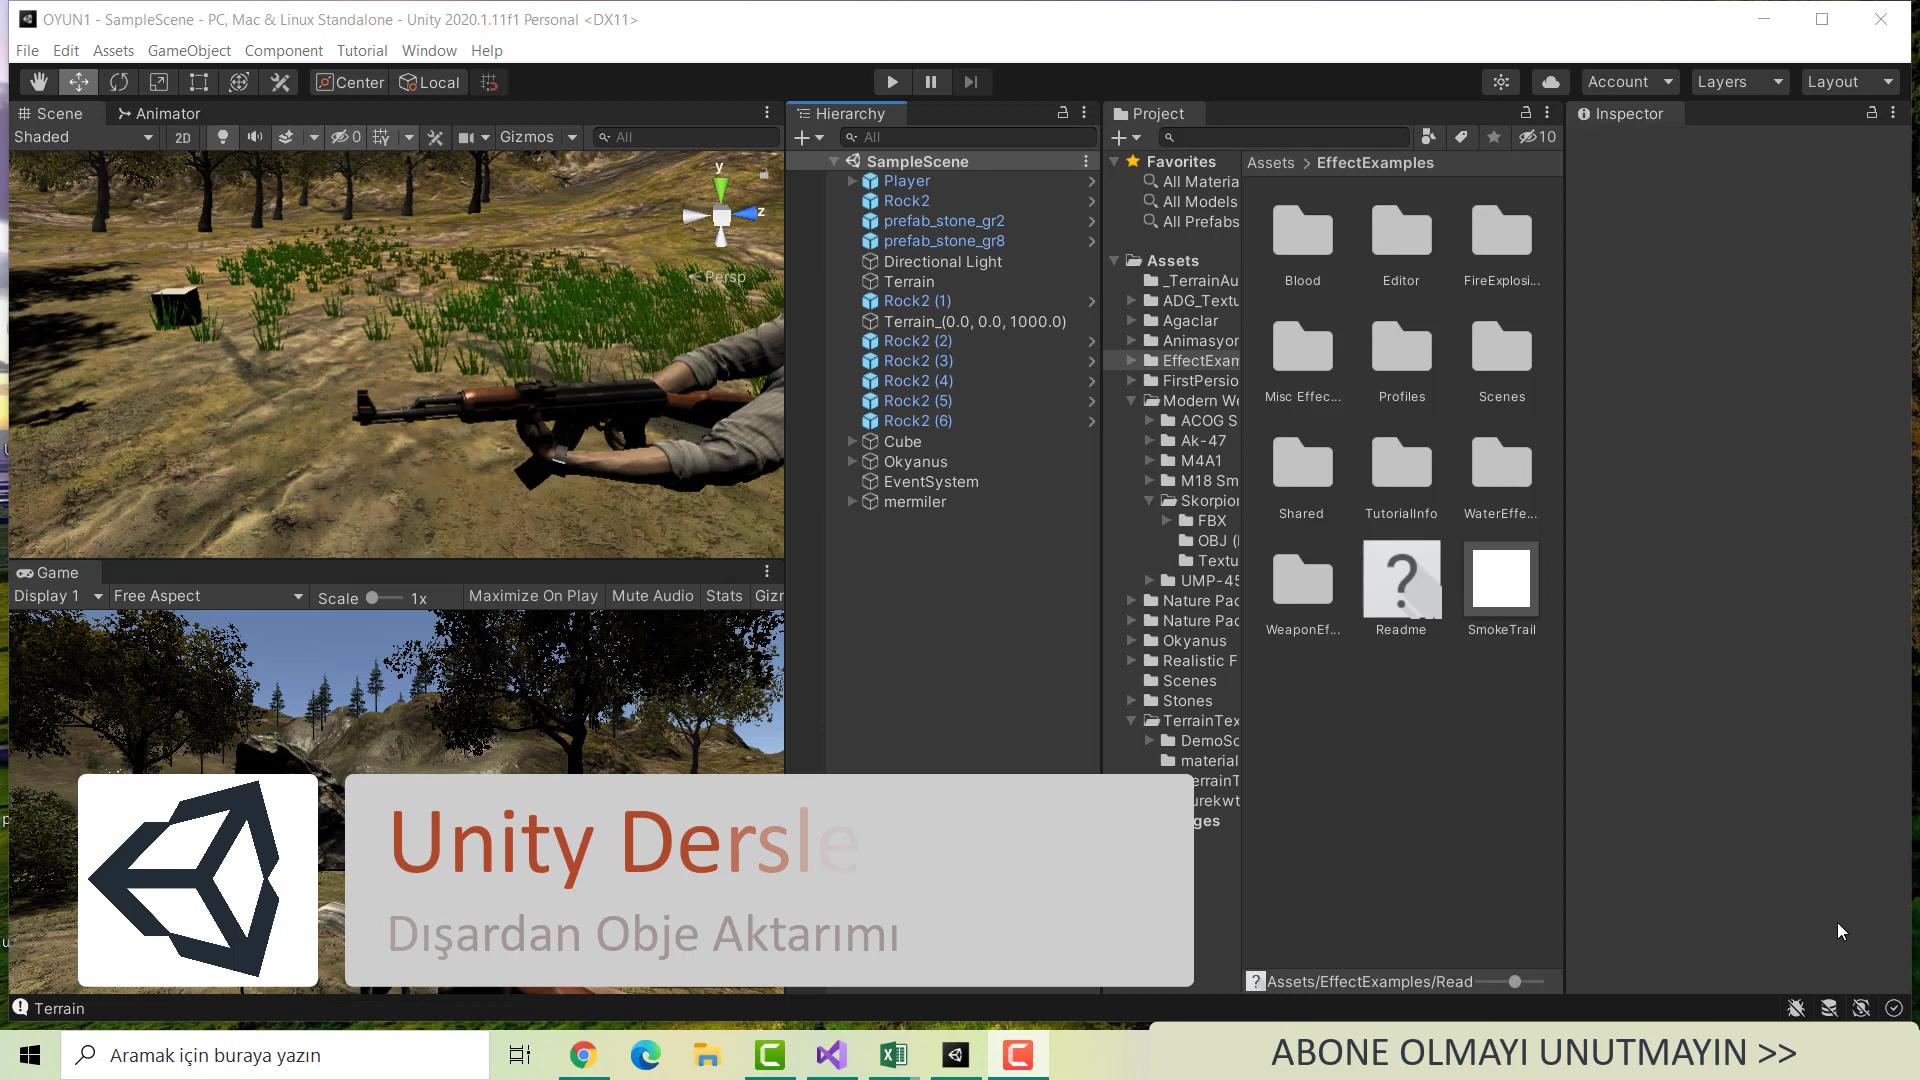 OYUN1 - SampleScene - PC, Mac & Linux Standalone - Unity 2020.1.11f1 Personal <DX11>
File Edit Assets GameObject Component Tutorial Window Help
Center Local Account Layers Layout
Scene Animator
Shaded 2D 0 Gizmos All
y
z
Persp
Game
Display 1 Free Aspect Scale 1x Maximize On Play Mute Audio Stats Gizr
Hierarchy
All
SampleScene
Player
Rock2
prefab_stone_gr2
prefab_stone_gr8
Directional Light
Terrain
Rock2 (1)
Terrain_(0.0, 0.0, 1000.0)
Rock2 (2)
Rock2 (3)
Rock2 (4)
Rock2 (5)
Rock2 (6)
Cube
Okyanus
EventSystem
mermiler
Project
10
Favorites
All Materia
All Models
All Prefabs
Assets
_TerrainAu
ADG_Textu
Agaclar
Animasyor
EffectExam
FirstPersio
Modern We
ACOG S
Ak-47
M4A1
M18 Sm
Skorpior
FBX
OBJ (
Textu
UMP-45
Nature Pac
Nature Pac
Okyanus
Realistic F
Scenes
Stones
TerrainTex
DemoSc
material
errainT
urekwt
ges
Assets > EffectExamples
Blood Editor FireExplosi...
Misc Effec... Profiles Scenes
Shared TutorialInfo WaterEffe...
WeaponEf... Readme SmokeTrail
Assets/EffectExamples/Read
Inspector
Unity Dersle
Dışardan Obje Aktarımı
Terrain
Aramak için buraya yazın
ABONE OLMAYI UNUTMAYIN >>